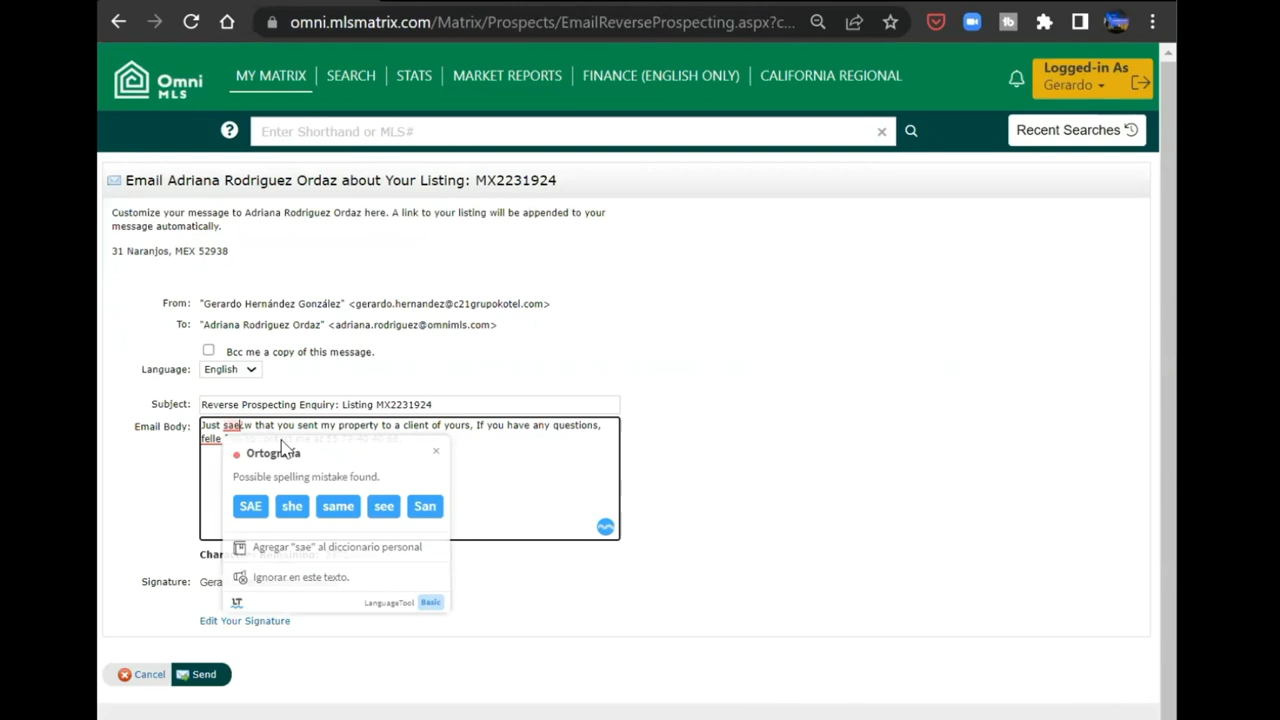 omni.mlsmatrix.com/Matrix/Prospects/EmailReverseProspecting.aspx?c...
Omni MLS
MY MATRIX
SEARCH
STATS
MARKET REPORTS
FINANCE (ENGLISH ONLY)
CALIFORNIA REGIONAL
Logged-in As
Gerardo
Enter Shorthand or MLS#
Recent Searches
Email Adriana Rodriguez Ordaz about Your Listing: MX2231924
Customize your message to Adriana Rodriguez Ordaz here. A link to your listing will be appended to your
message automatically.
31 Naranjos, MEX 52938
From: "Gerardo Hernández González" <gerardo.hernandez@c21grupokotel.com>
To: "Adriana Rodriguez Ordaz" <adriana.rodriguez@omnimls.com>
Bcc me a copy of this message.
Language: English
Subject: Reverse Prospecting Enquiry: Listing MX2231924
Email Body: Just sae.w that you sent my property to a client of yours, If you have any questions,
felle
Ortografía
Possible spelling mistake found.
SAE she same see San
Agregar "sae" al diccionario personal
Ignorar en este texto.
LT LanguageTool Basic
Signature:
Edit Your Signature
Cancel
Send